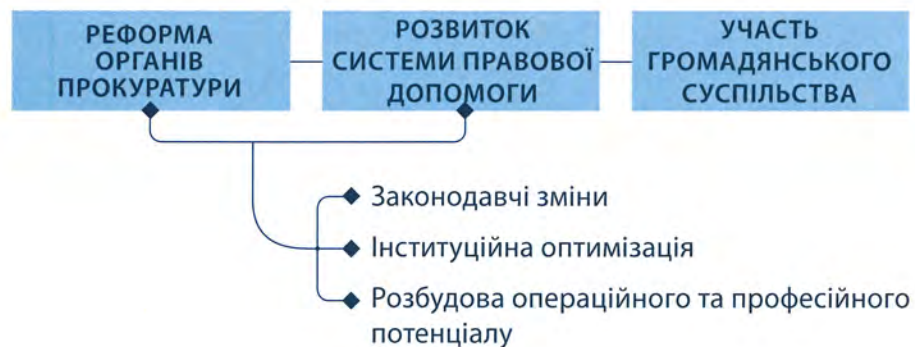 РЕФОРМА
ОРГАНІВ
ПРОКУРАТУРИ
РОЗВИТОК
СИСТЕМИ ПРАВОВОЇ
ДОПОМОГИ
УЧАСТЬ
ГРОМАДЯНСЬКОГО
СУСПІЛЬСТВА
Законодавчі зміни
Інституційна оптимізація
Розбудова операційного та професійного
потенціалу